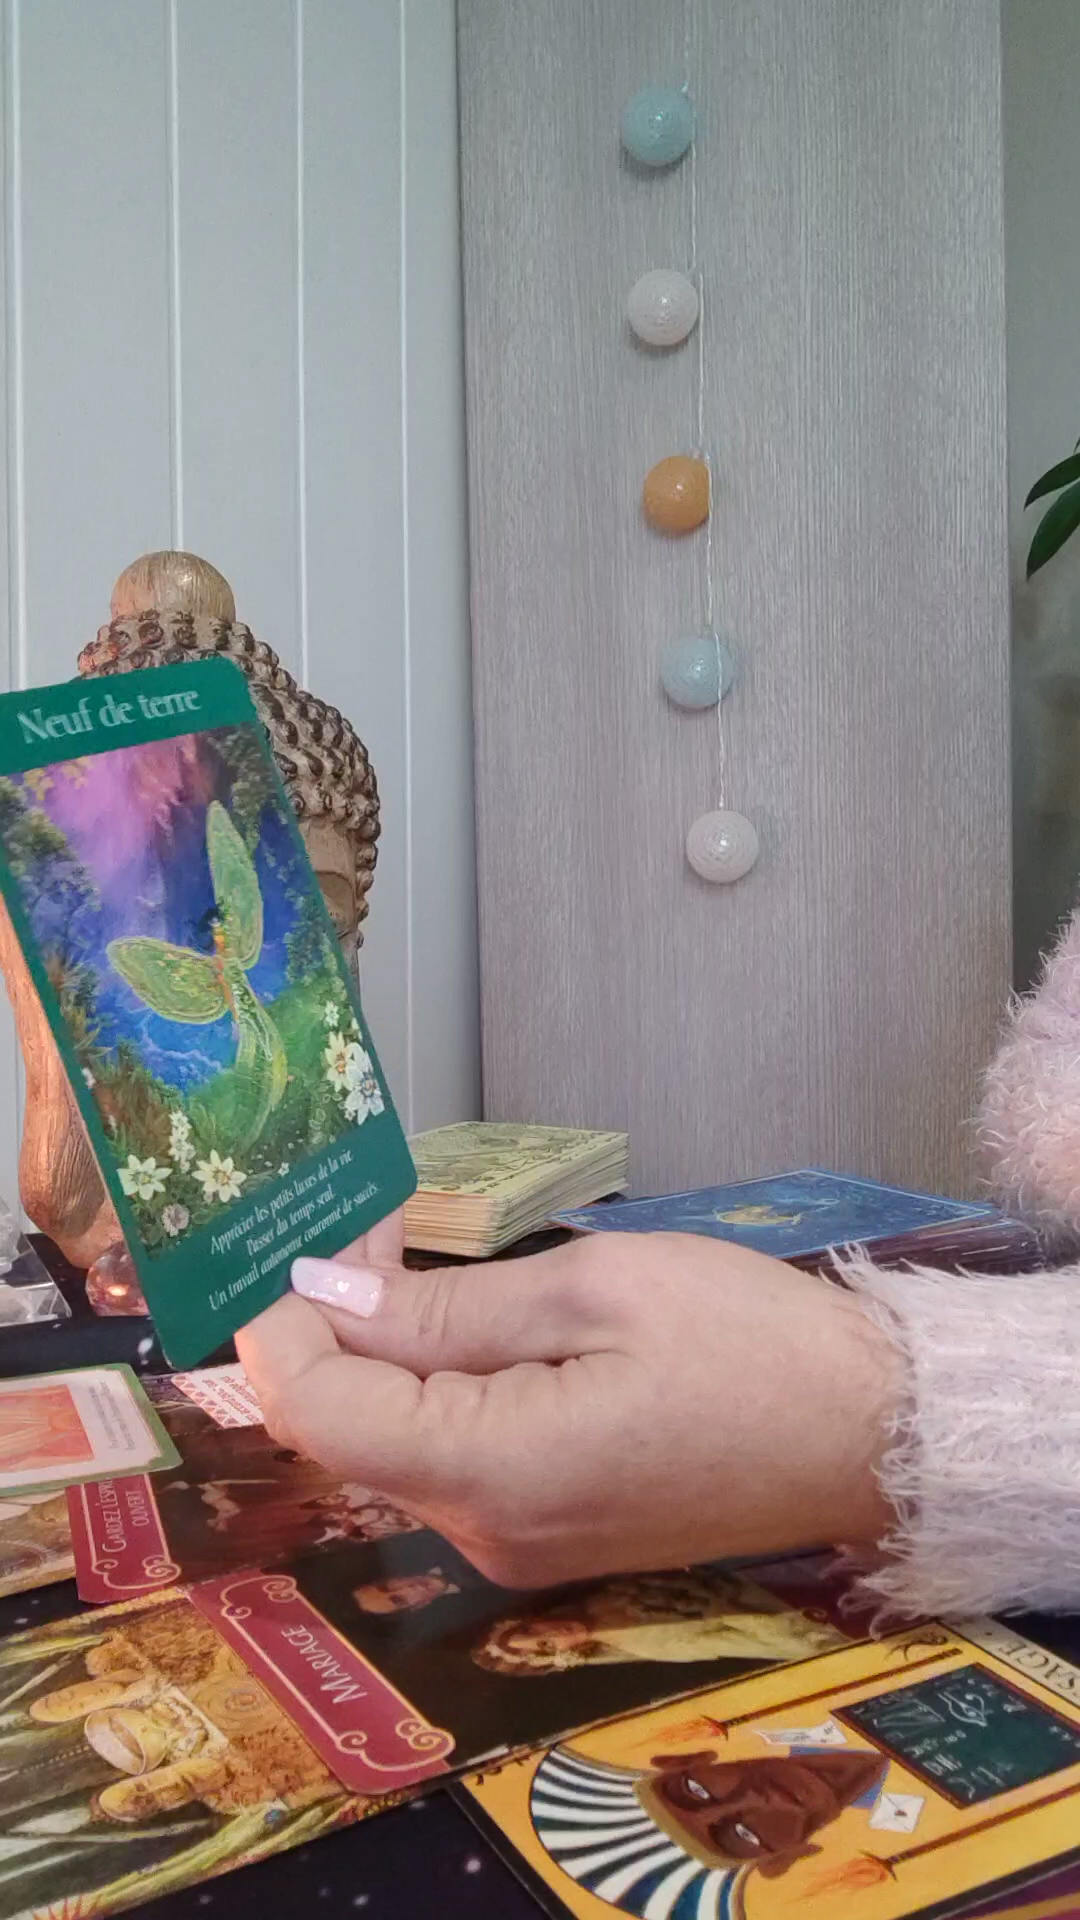 Neuf de terre
Apprécier les petits luxes de la vie
Passer du temps seul.
Un travail autonome couronné de succès.
GARDEZ L'ESPRIT
OUVERT
MARIAGE